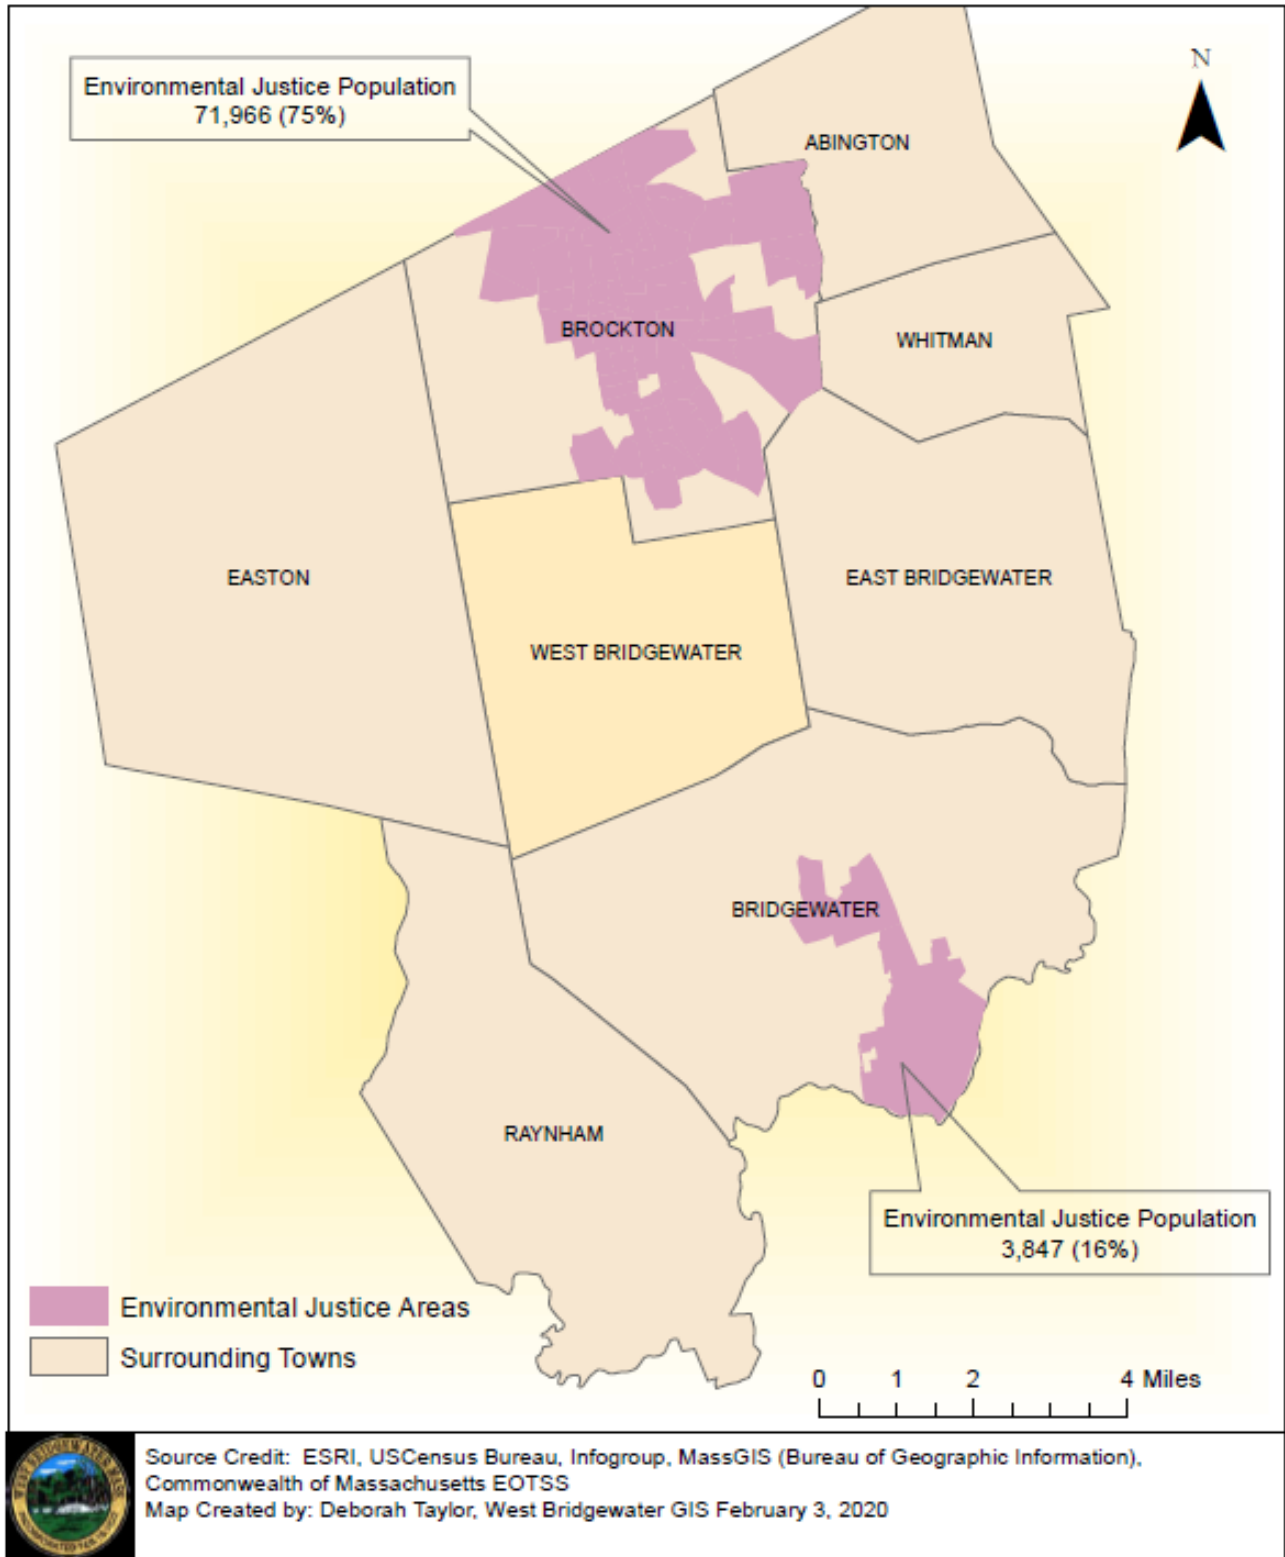 Environmental Justice Population
71,966 (75%)
N
ABINGTON
BROCKTON
WHITMAN
EASTON
EAST BRIDGEWATER
WEST BRIDGEWATER
BRIDGEWATER
RAYNHAM
Environmental Justice Population
3,847 (16%)
Environmental Justice Areas
Surrounding Towns
0 1 2 4 Miles
Source Credit: ESRI, USCensus Bureau, Infogroup, MassGIS (Bureau of Geographic Information),
Commonwealth of Massachusetts EOTSS
Map Created by: Deborah Taylor, West Bridgewater GIS February 3, 2020
WEST BRIDGEWATER MASS